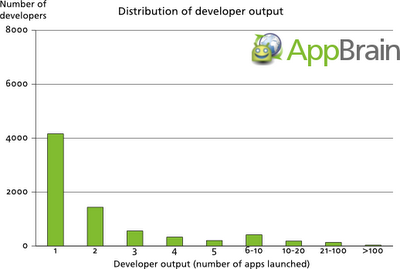 Number of
developers
Distribution of developer output
8000
AppBrain
6000
4000
2000
0
1 2 3 4 5 6-10 10-20 21-100 >100
Developer output (number of apps launched)